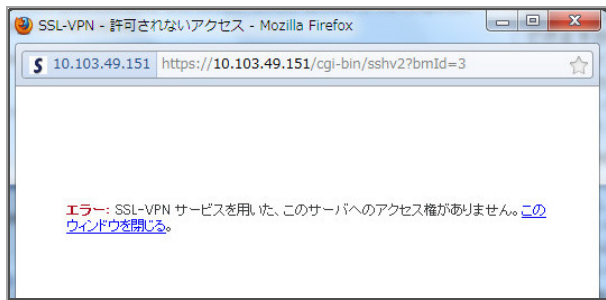 SSL-VPN - 許可されないアクセス - Mozilla Firefox
S 10.103.49.151 https://10.103.49.151/cgi-bin/sshv2?bmId=3
エラー: SSL-VPN サービスを用いた、このサーバへのアクセス権がありません。この
ウィンドウを閉じる。